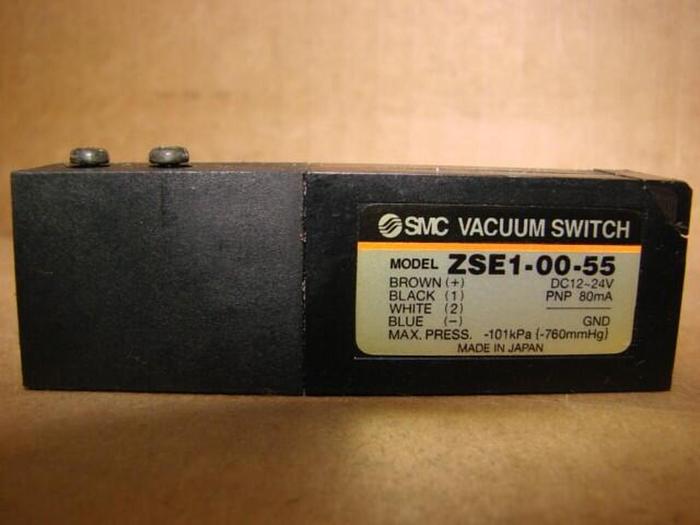 SMC VACUUM SWITCH
MODEL ZSE1-00-55
BROWN (+) DC12~24V
BLACK (1) PNP 80mA
WHITE (2) ————
BLUE (−) GND
MAX. PRESS. -101kPa {-760mmHg}
MADE IN JAPAN